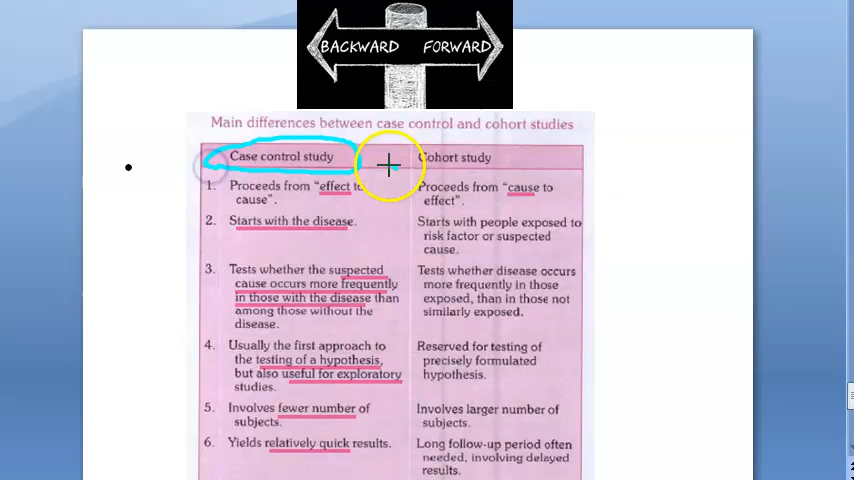 BACKWARD FORWARD
Main differences between case control and cohort studies
Case control study
Cohort study
1. Proceeds from "effect to
cause".
Proceeds from "cause to
effect".
2. Starts with the disease.
Starts with people exposed to
risk factor or suspected
cause.
3. Tests whether the suspected
cause occurs more frequently
in those with the disease than
among those without the
disease.
Tests whether disease occurs
more frequently in those
exposed, than in those not
similarly exposed.
4. Usually the first approach to
the testing of a hypothesis,
but also useful for exploratory
studies.
Reserved for testing of
precisely formulated
hypothesis.
5. Involves fewer number of
subjects.
Involves larger number of
subjects.
6. Yields relatively quick results.
Long follow-up period often
needed, involving delayed
results.